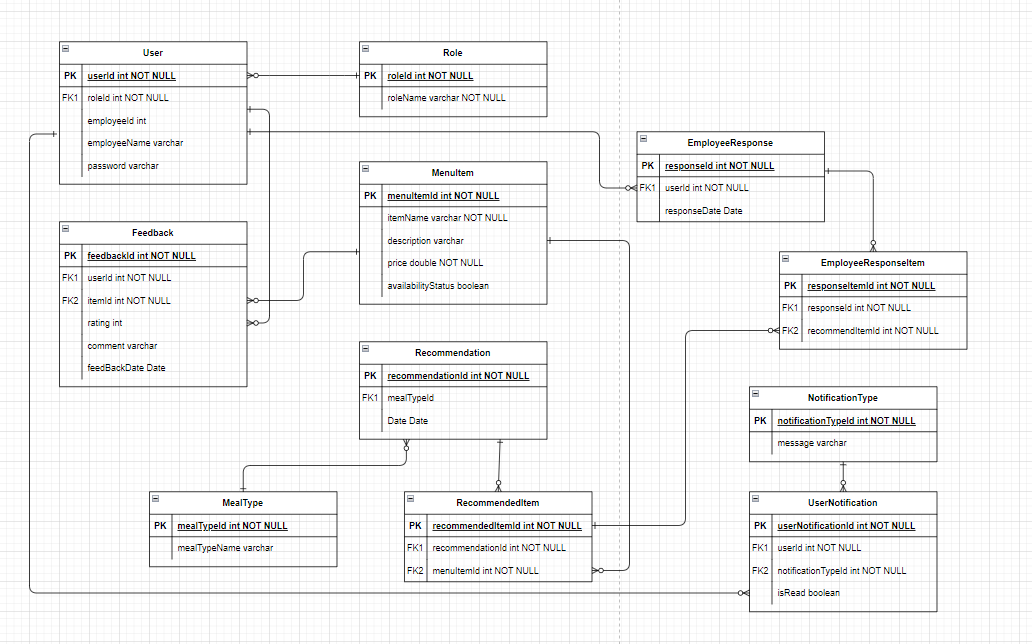 User
PK userId int NOT NULL
FK1 roleId int NOT NULL
employeeId int
employeeName varchar
password varchar
Role
PK roleId int NOT NULL
roleName varchar NOT NULL
EmployeeResponse
PK responseId int NOT NULL
FK1 userId int NOT NULL
responseDate Date
MenuItem
PK menuItemId int NOT NULL
itemName varchar NOT NULL
description varchar
price double NOT NULL
availabilityStatus boolean
Feedback
PK feedbackId int NOT NULL
FK1 userId int NOT NULL
FK2 itemId int NOT NULL
rating int
comment varchar
feedBackDate Date
EmployeeResponseItem
PK responseItemId int NOT NULL
FK1 responseId int NOT NULL
FK2 recommendItemId int NOT NULL
Recommendation
PK recommendationId int NOT NULL
FK1 mealTypeId
Date Date
NotificationType
PK notificationTypeId int NOT NULL
message varchar
MealType
PK mealTypeId int NOT NULL
mealTypeName varchar
RecommendedItem
PK recommendedItemId int NOT NULL
FK1 recommendationId int NOT NULL
FK2 menuItemId int NOT NULL
UserNotification
PK userNotificationId int NOT NULL
FK1 userId int NOT NULL
FK2 notificationTypeId int NOT NULL
isRead boolean